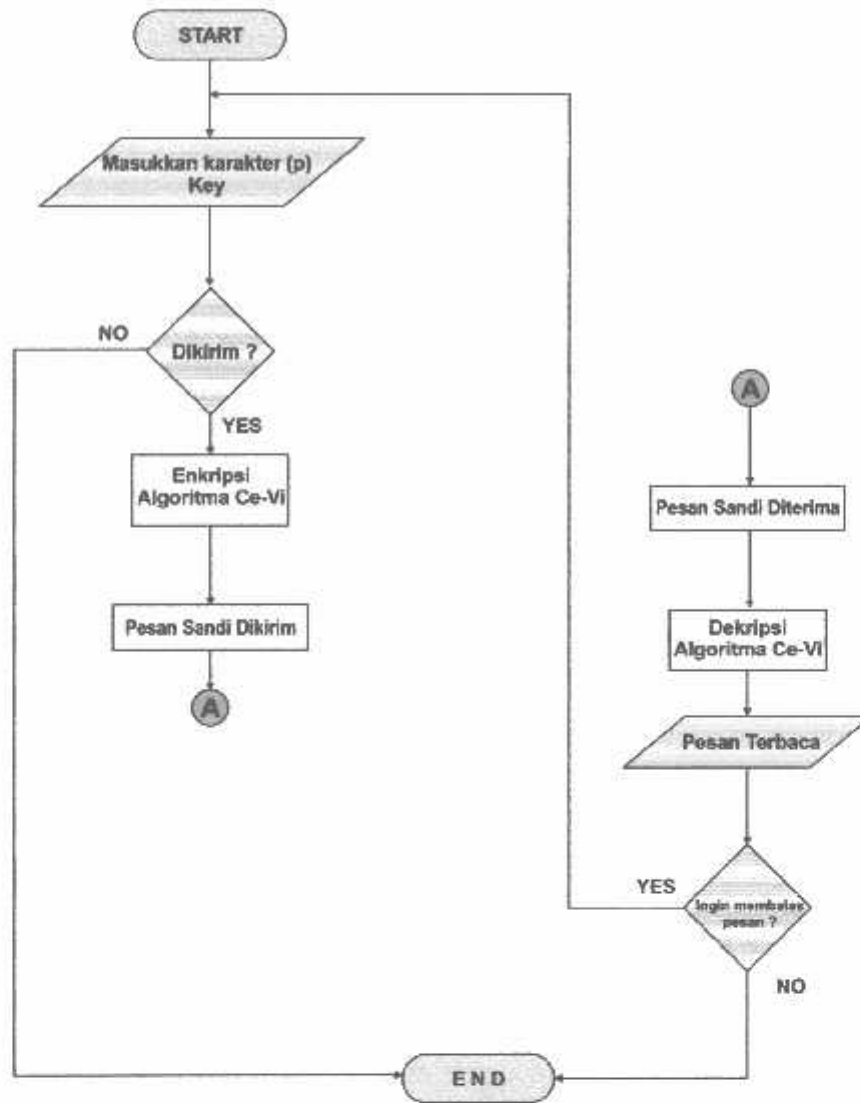 START
Masukkan karakter (p)
Key
NO
Dikirim ?
YES
Enkripsi
Algoritma Ce-Vi
Pesan Sandi Dikirim
A
A
Pesan Sandi Diterima
Dekripsi
Algoritma Ce-Vi
Pesan Terbaca
YES
Ingin membalas
pesan ?
NO
E N D